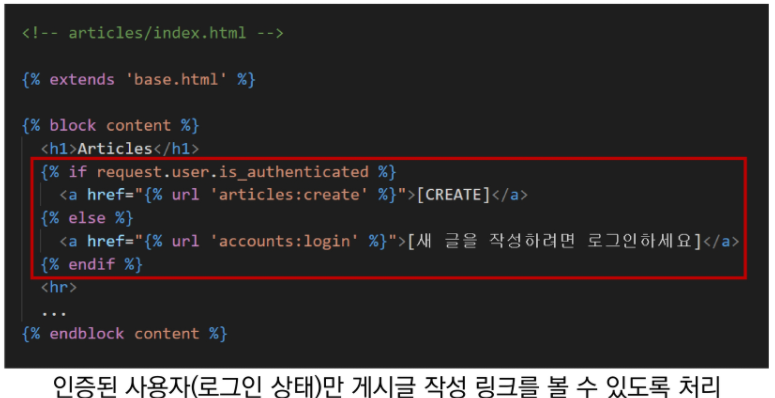 <!-- articles/index.html -->
{% extends 'base.html' %}
{% block content %}
<h1>Articles</h1>
{% if request.user.is_authenticated %}
<a href="{% url 'articles:create' %}">[CREATE]</a>
{% else %}
<a href="{% url 'accounts:login' %}">[새 글을 작성하려면 로그인하세요]</a>
{% endif %}
<hr>
...
{% endblock content %}
인증된 사용자(로그인 상태)만 게시글 작성 링크를 볼 수 있도록 처리